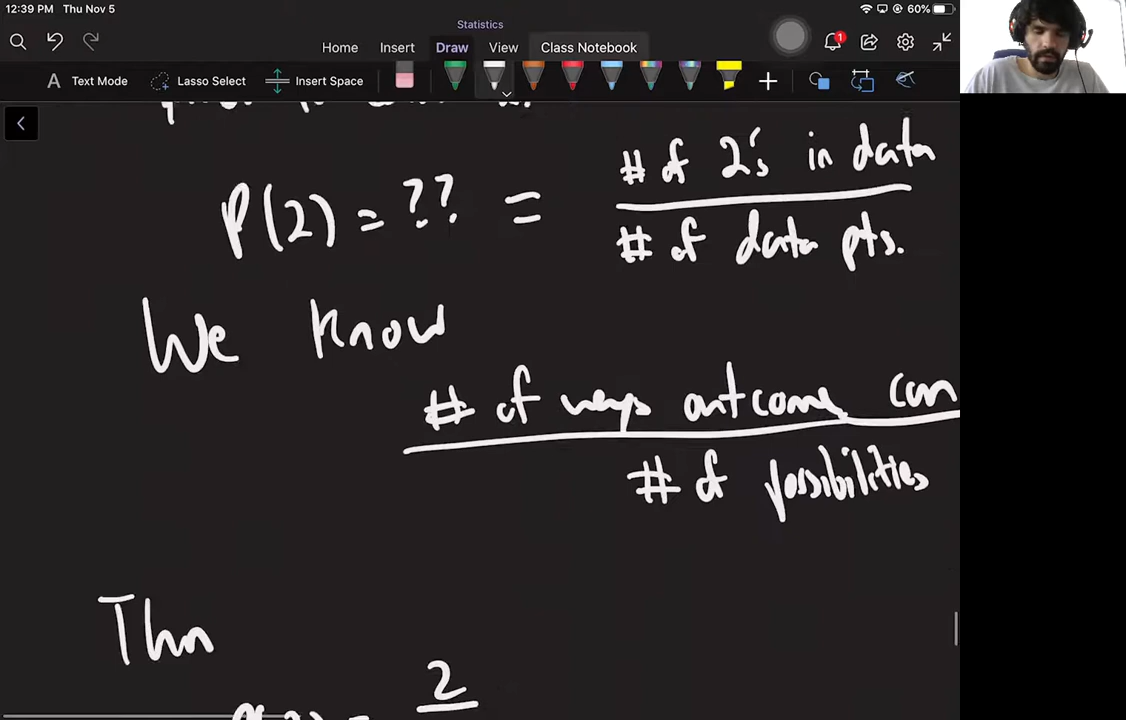 12:39 PM Thu Nov 5
60%
Statistics
Home Insert Draw View Class Notebook
1
A Text Mode Lasso Select Insert Space
P(2) = ?? = # of 2's in data
# of data pts.
We know
# of ways outcome can
# of possibilities
Thn
2